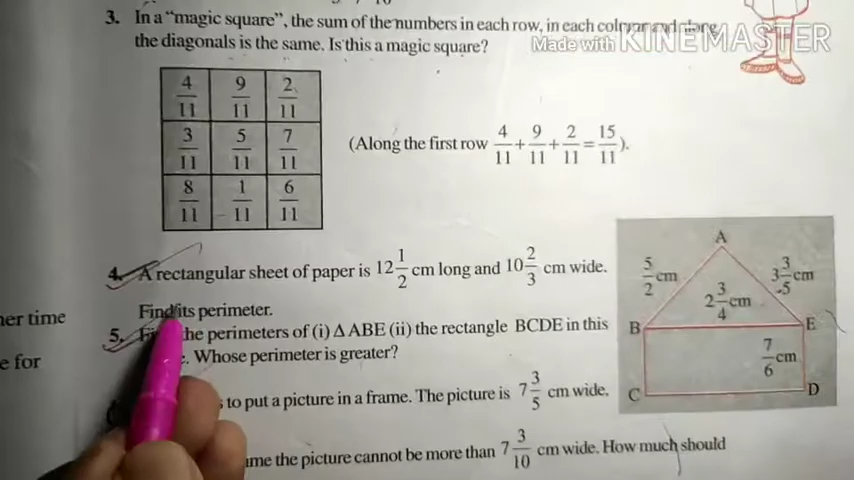 3. In a "magic square", the sum of the numbers in each row, in each and along
the diagonals is the same. Is this a magic square?
Made with KINEMASTER
4/11 9/11 2/11
3/11 5/11 7/11
8/11 1/11 6/11
(Along the first row 4/11 + 9/11 + 2/11 = 15/11).
4. A rectangular sheet of paper is 12 1/2 cm long and 10 2/3 cm wide.
Find its perimeter.
5. the perimeters of (i) Δ ABE (ii) the rectangle BCDE in this
Whose perimeter is greater?
to put a picture in a frame. The picture is 7 3/5 cm wide.
the picture cannot be more than 7 3/10 cm wide. How much should
her time
e for
A
5/2 cm
3 3/5 cm
2 3/4 cm
B
E
7/6 cm
C
D